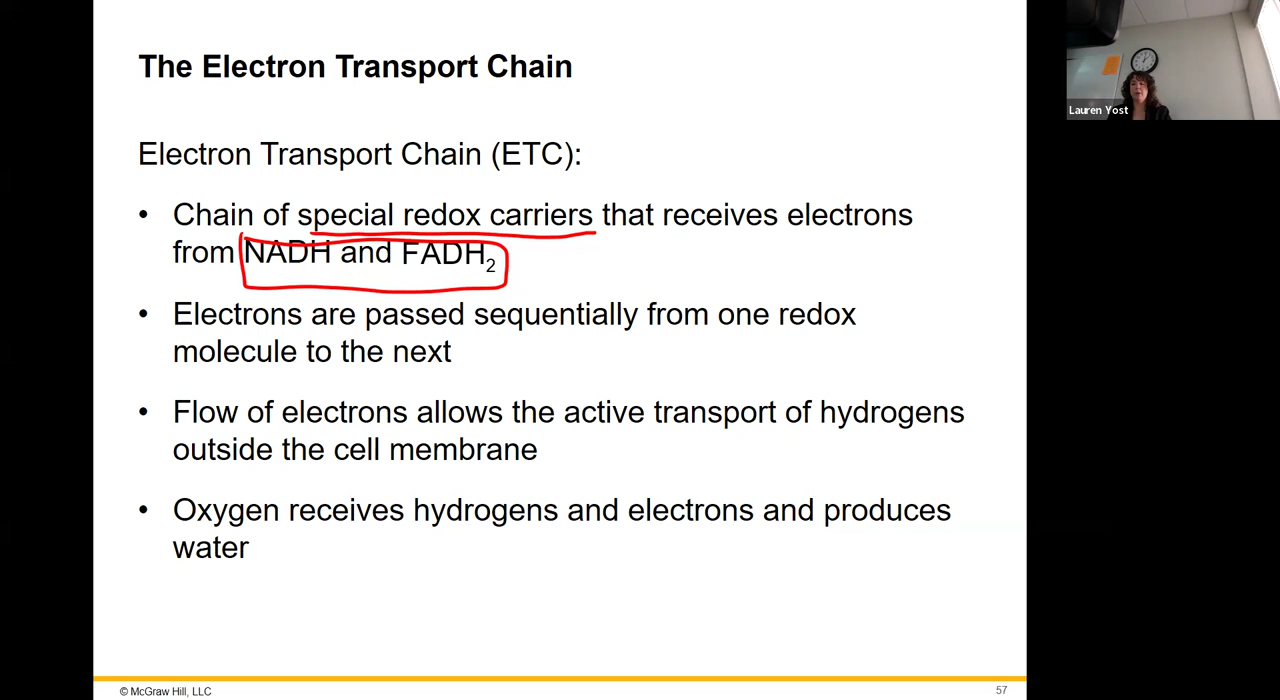 The Electron Transport Chain
Electron Transport Chain (ETC):
• Chain of special redox carriers that receives electrons
from NADH and FADH₂
• Electrons are passed sequentially from one redox
molecule to the next
• Flow of electrons allows the active transport of hydrogens
outside the cell membrane
• Oxygen receives hydrogens and electrons and produces
water
© McGraw Hill, LLC
57
Lauren Yost